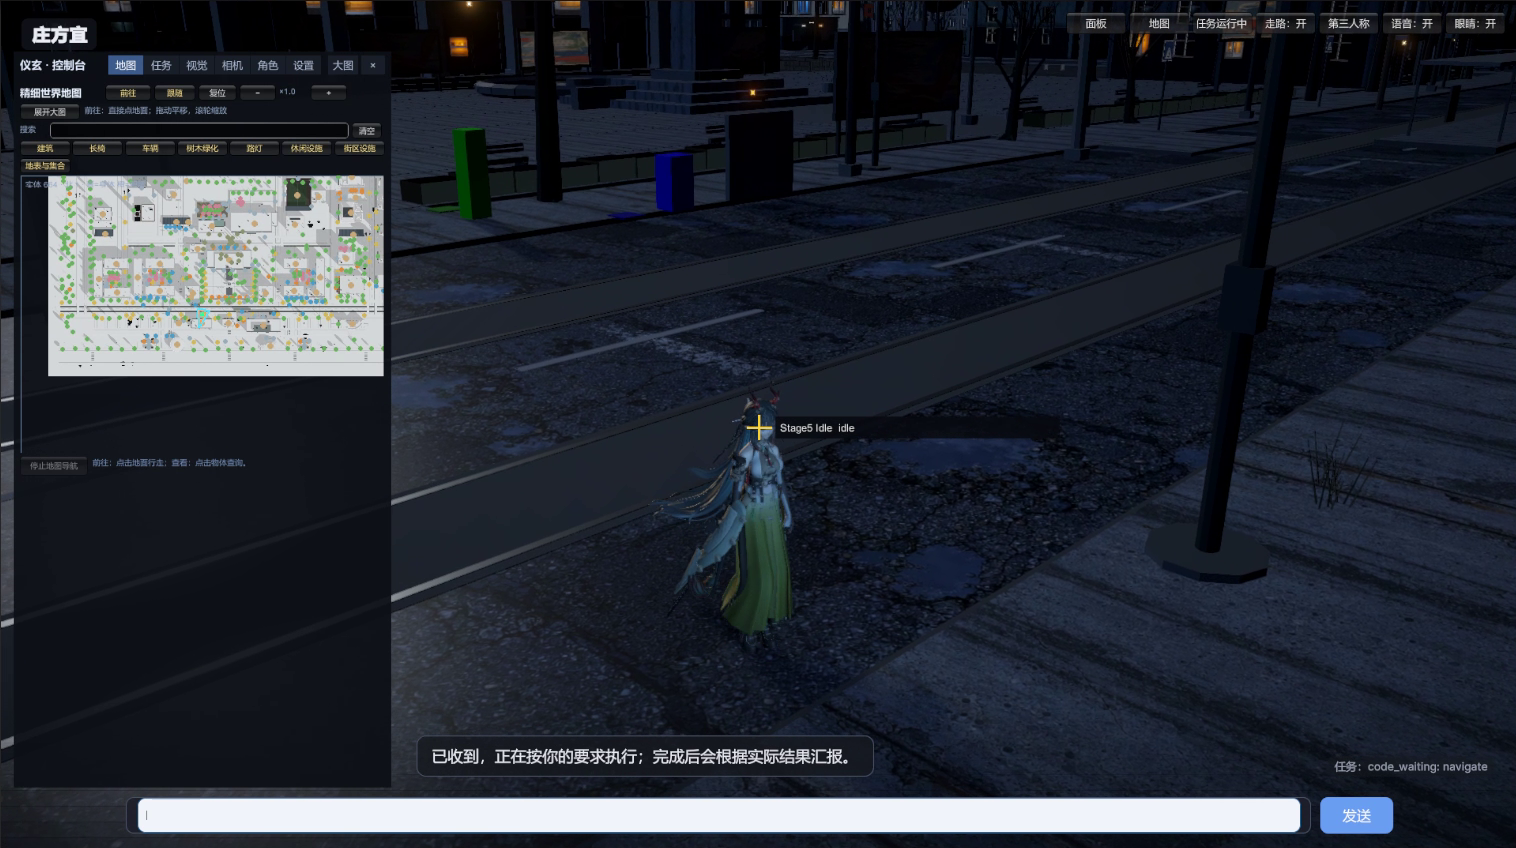 庄方宜
面板
地图
任务运行中
走路：开
第三人称
语音：开
眼睛：开
仪玄 · 控制台
地图
任务
视觉
相机
角色
设置
大图
×
精细世界地图
前往
跟随
复位
−
×1.0
+
展开大图
前往：直接点地面；拖动平移，滚轮缩放
搜索
清空
建筑
长椅
车辆
树木绿化
路灯
休闲设施
街区设施
地表与集合
实体
停止地图导航
前往：点击地面行走；查看：点击物体查询。
Stage5 Idle idle
已收到，正在按你的要求执行；完成后会根据实际结果汇报。
任务：code_waiting: navigate
发送